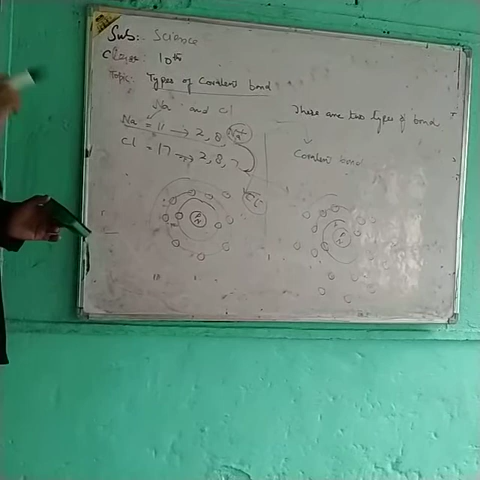 Sub:- Science
Class: 10th
Topic: Types of Covalent bond
Na and Cl
Na = 11 → 2, 8, Na+
Cl = 17 → 2, 8, 7
There are two types of bond
Covalent bond